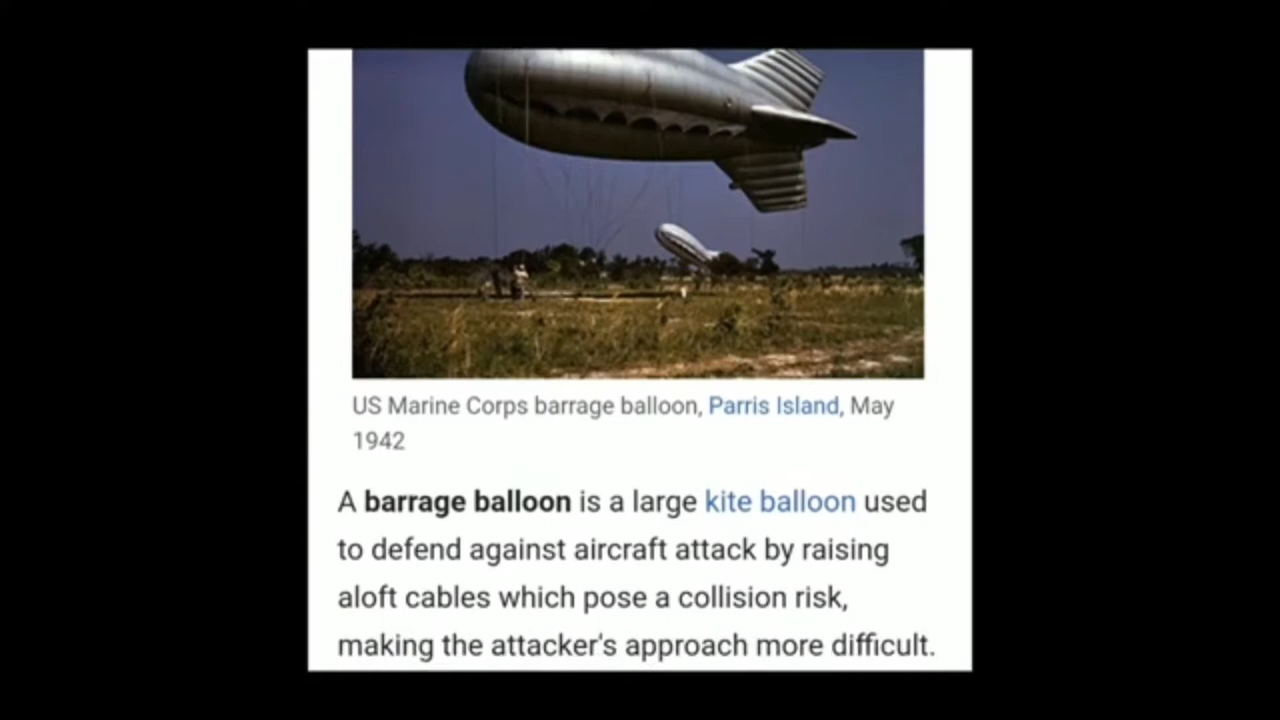 US Marine Corps barrage balloon, Parris Island, May
1942
A barrage balloon is a large kite balloon used
to defend against aircraft attack by raising
aloft cables which pose a collision risk,
making the attacker's approach more difficult.